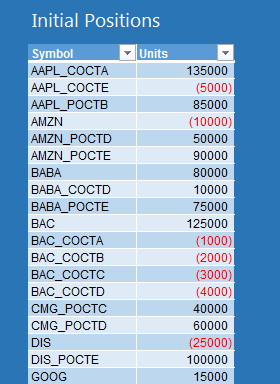 Initial Positions
Symbol Units
AAPL_COCTA 135000
AAPL_COCTE (5000)
AAPL_POCTB 85000
AMZN (10000)
AMZN_POCTD 50000
AMZN_POCTE 90000
BABA 80000
BABA_COCTD 10000
BABA_POCTE 75000
BAC 125000
BAC_COCTA (1000)
BAC_COCTB (2000)
BAC_COCTC (3000)
BAC_COCTD (4000)
CMG_POCTC 40000
CMG_POCTD 60000
DIS (25000)
DIS_POCTE 100000
GOOG 15000